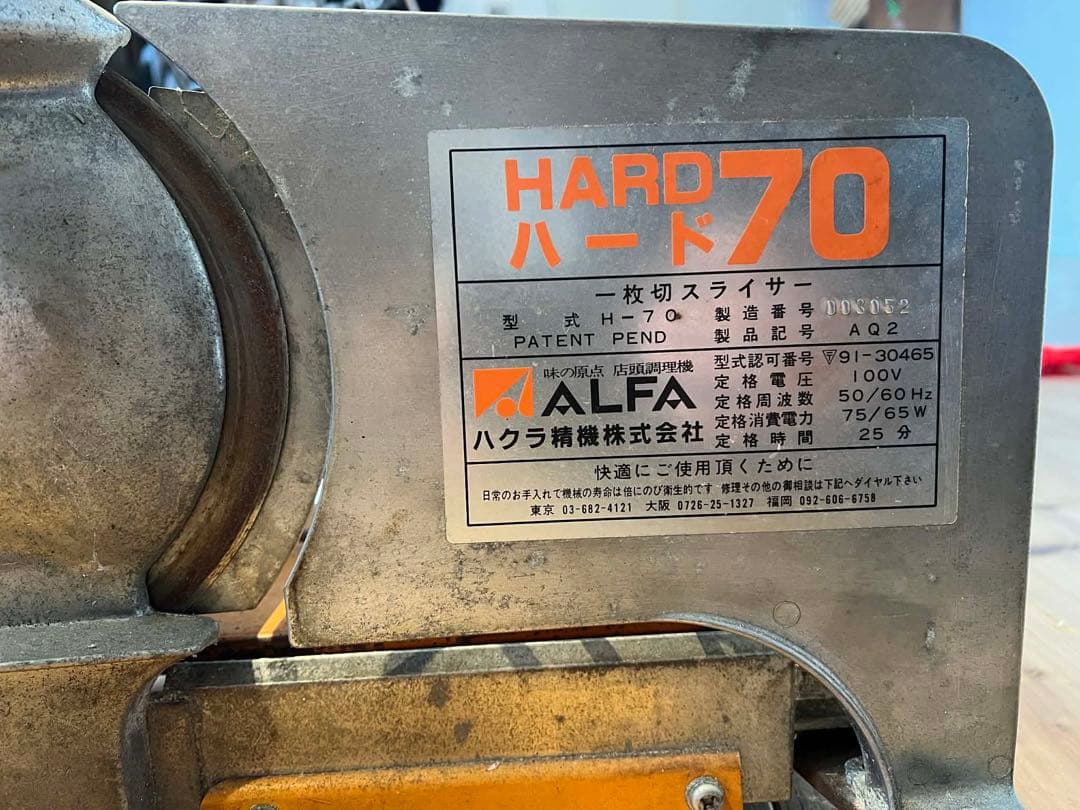 HARD 70
ハード
一枚切スライサー
型式 H-70 製造番号 003052
PATENT PEND 製品記号 AQ2
味の原点 店頭調理機
ALFA
ハクラ精機株式会社
型式認可番号 ▽91-30465
定格電圧 100V
定格周波数 50/60Hz
定格消費電力 75/65W
定格時間 25分
快適にご使用頂くために
日常のお手入れで機械の寿命は倍にのび衛生的です 修理その他の御相談は下記へダイヤル下さい
東京 03-682-4121 大阪 0726-25-1327 福岡 092-606-6758